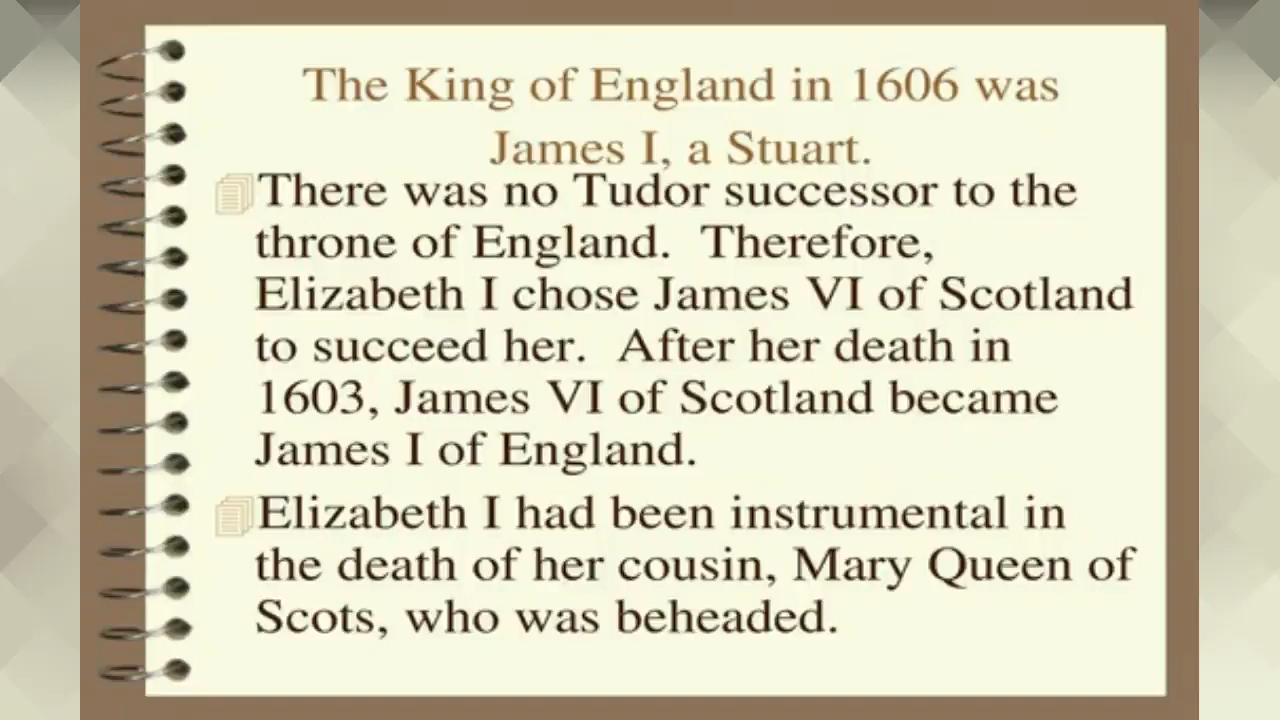 The King of England in 1606 was
James I, a Stuart.
There was no Tudor successor to the
throne of England.  Therefore,
Elizabeth I chose James VI of Scotland
to succeed her.  After her death in
1603, James VI of Scotland became
James I of England.
Elizabeth I had been instrumental in
the death of her cousin, Mary Queen of
Scots, who was beheaded.